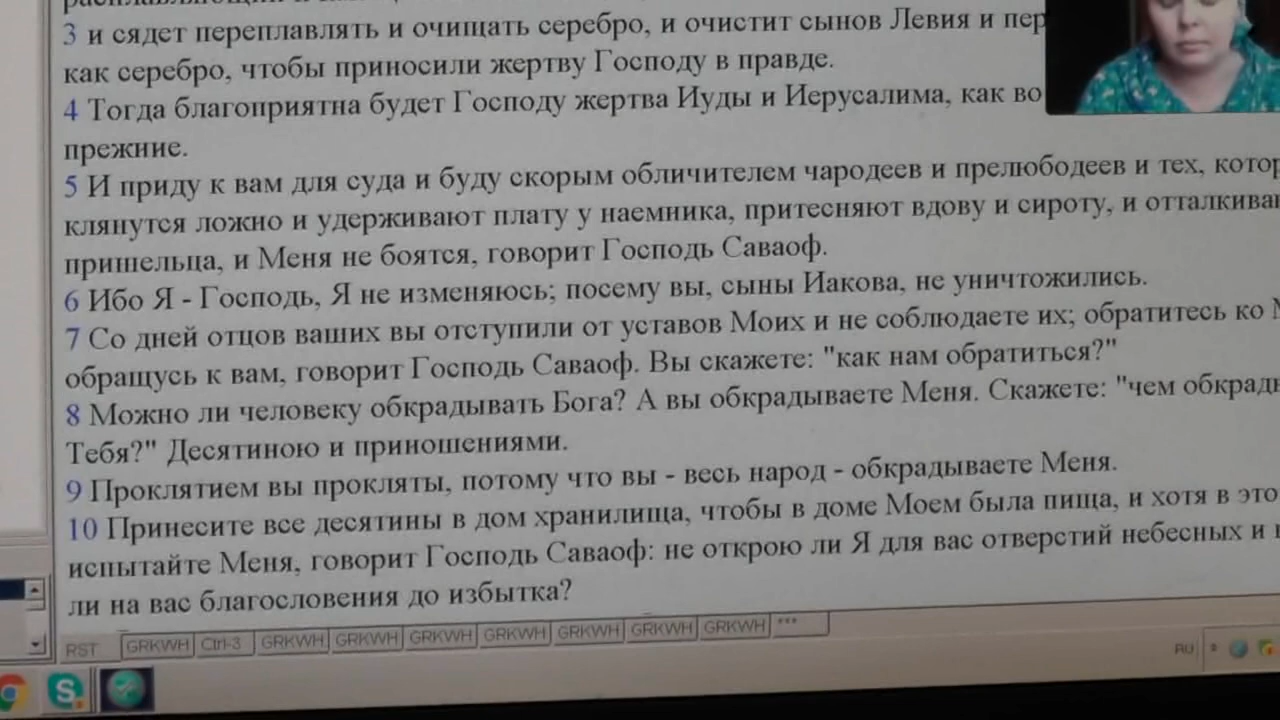 3 и сядет переплавлять и очищать серебро, и очистит сынов Левия и
как серебро, чтобы приносили жертву Господу в правде.
4 Тогда благоприятна будет Господу жертва Иуды и Иерусалима, как во
прежние.
5 И приду к вам для суда и буду скорым обличителем чародеев и прелюбодеев и тех,
клянутся ложно и удерживают плату у наемника, притесняют вдову и сироту, и
пришельца, и Меня не боятся, говорит Господь Саваоф.
6 Ибо Я - Господь, Я не изменяюсь; посему вы, сыны Иакова, не уничтожились.
7 Со дней отцов ваших вы отступили от уставов Моих и не соблюдаете их; обратитесь ко
обращусь к вам, говорит Господь Саваоф. Вы скажете: "как нам обратиться?"
8 Можно ли человеку обкрадывать Бога? А вы обкрадываете Меня. Скажете: "чем
Тебя?" Десятиною и приношениями.
9 Проклятием вы прокляты, потому что вы - весь народ - обкрадываете Меня.
10 Принесите все десятины в дом хранилища, чтобы в доме Моем была пища, и хотя в
испытайте Меня, говорит Господь Саваоф: не открою ли Я для вас отверстий небесных и
ли на вас благословения до избытка?
RST GRKWH Ctrl-3 GRKWH GRKWH GRKWH GRKWH GRKWH GRKWH GRKWH ***
RU